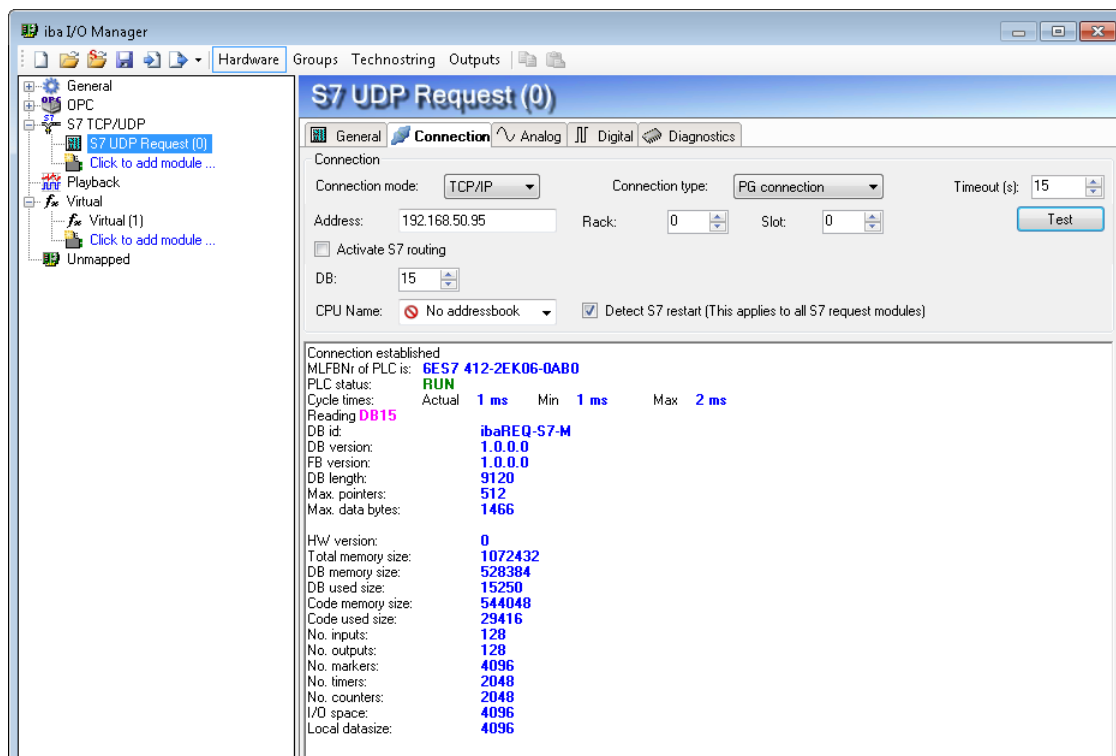 iba I/O Manager
Hardware Groups Technostring Outputs
General
OPC
S7 TCP/UDP
S7 UDP Request (0)
Click to add module ...
Playback
Virtual
Virtual (1)
Click to add module ...
Unmapped
S7 UDP Request (0)
General Connection Analog Digital Diagnostics
Connection
Connection mode: TCP/IP Connection type: PG connection Timeout (s): 15
Address: 192.168.50.95 Rack: 0 Slot: 0 Test
Activate S7 routing
DB: 15
CPU Name: No addressbook Detect S7 restart (This applies to all S7 request modules)
Connection established
MLFBNr of PLC is: 6ES7 412-2EK06-0AB0
PLC status: RUN
Cycle times: Actual 1 ms Min 1 ms Max 2 ms
Reading DB15
DB id: ibaREQ-S7-M
DB version: 1.0.0.0
FB version: 1.0.0.0
DB length: 9120
Max. pointers: 512
Max. data bytes: 1466
HW version: 0
Total memory size: 1072432
DB memory size: 528384
DB used size: 15250
Code memory size: 544048
Code used size: 29416
No. inputs: 128
No. outputs: 128
No. markers: 4096
No. timers: 2048
No. counters: 2048
I/O space: 4096
Local datasize: 4096